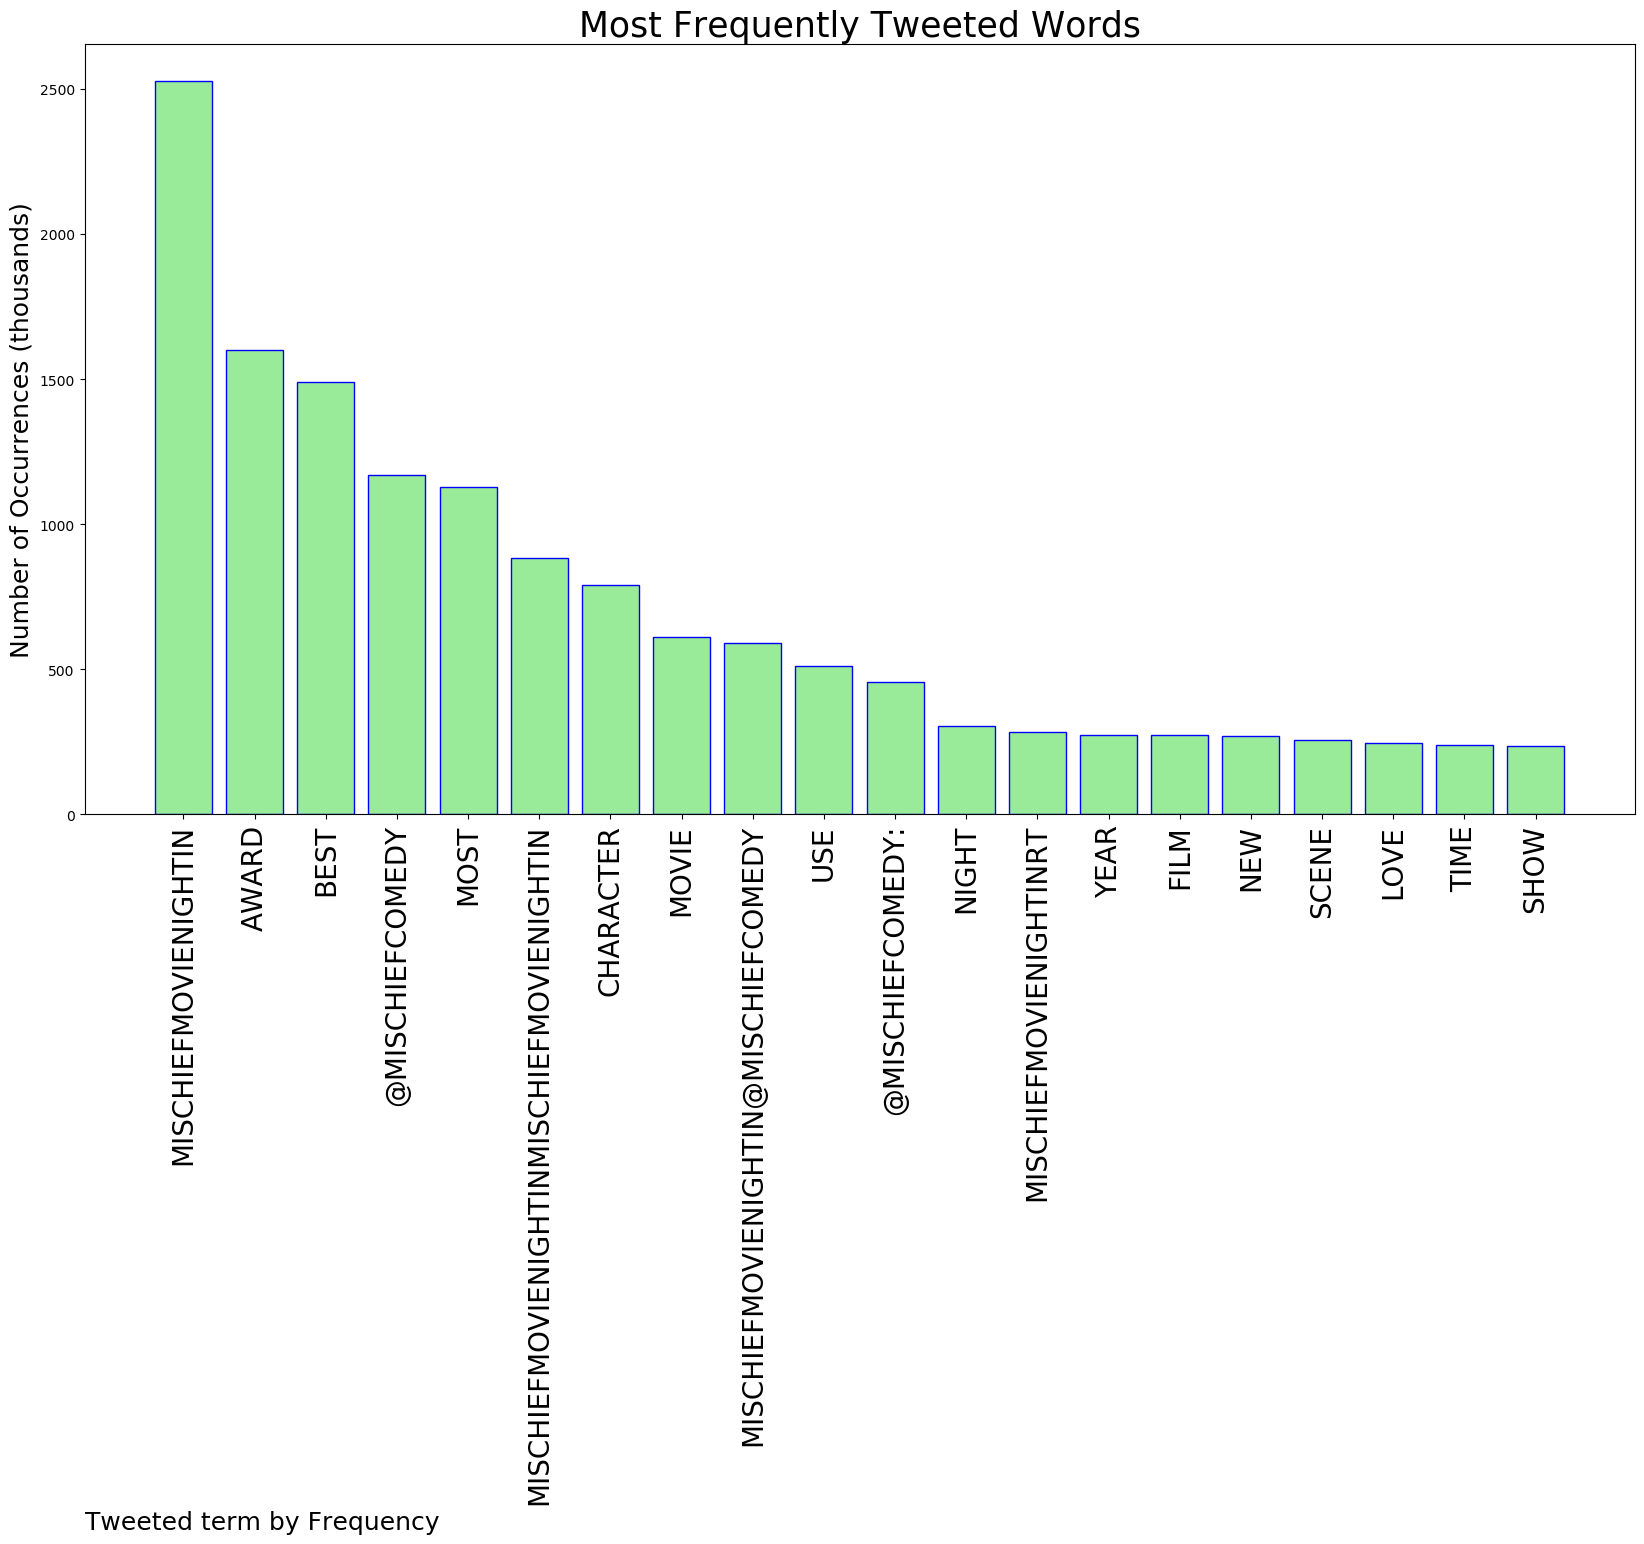 Most Frequently Tweeted Words
Number of Occurrences (thousands)
2500
2000
1500
1000
500
0
MISCHIEFMOVIENIGHTIN
AWARD
BEST
@MISCHIEFCOMEDY
MOST
MISCHIEFMOVIENIGHTINMISCHIEFMOVIENIGHTIN
CHARACTER
MOVIE
MISCHIEFMOVIENIGHTIN@MISCHIEFCOMEDY
USE
@MISCHIEFCOMEDY:
NIGHT
MISCHIEFMOVIENIGHTINRT
YEAR
FILM
NEW
SCENE
LOVE
TIME
SHOW
Tweeted term by Frequency